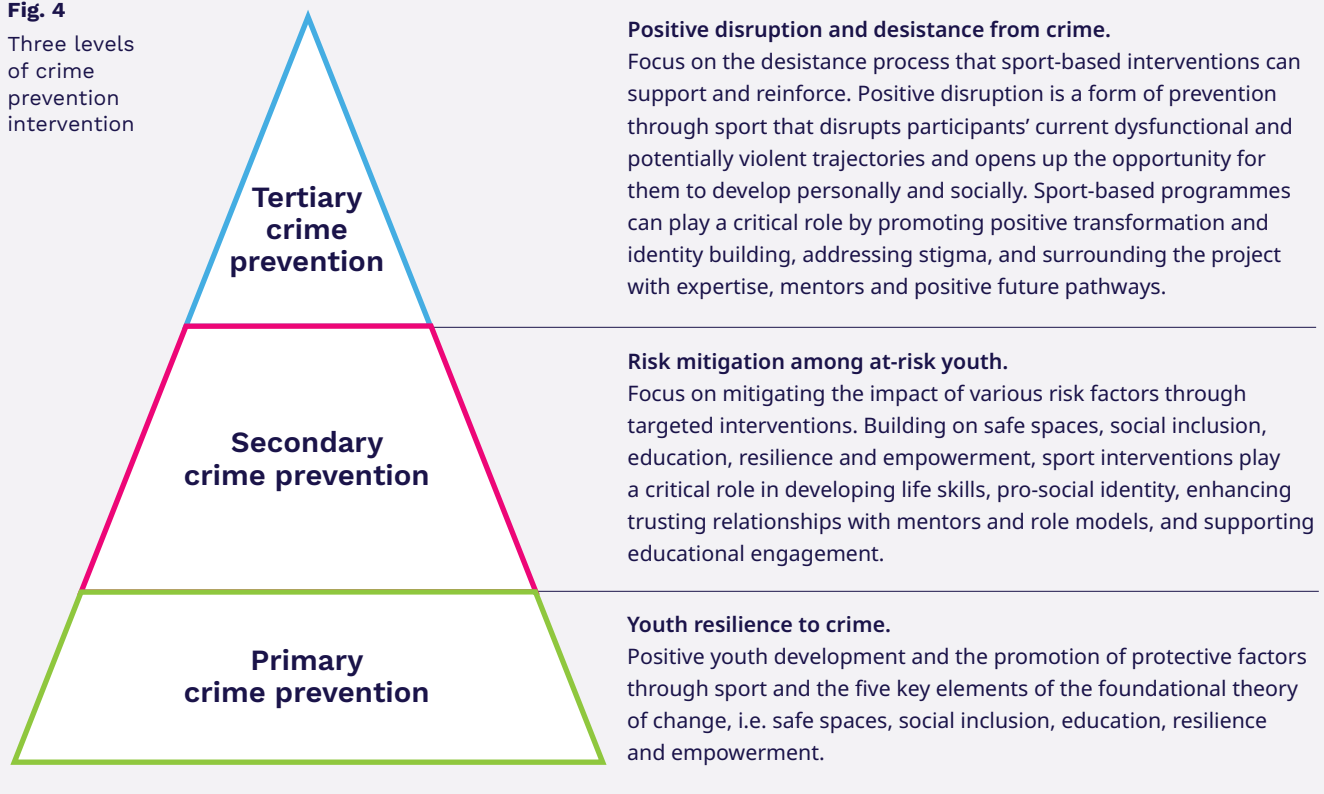 Fig. 4
Three levels
of crime
prevention
intervention
Tertiary
crime
prevention
Positive disruption and desistance from crime.
Focus on the desistance process that sport-based interventions can
support and reinforce. Positive disruption is a form of prevention
through sport that disrupts participants’ current dysfunctional and
potentially violent trajectories and opens up the opportunity for
them to develop personally and socially. Sport-based programmes
can play a critical role by promoting positive transformation and
identity building, addressing stigma, and surrounding the project
with expertise, mentors and positive future pathways.
Secondary
crime prevention
Risk mitigation among at-risk youth.
Focus on mitigating the impact of various risk factors through
targeted interventions. Building on safe spaces, social inclusion,
education, resilience and empowerment, sport interventions play
a critical role in developing life skills, pro-social identity, enhancing
trusting relationships with mentors and role models, and supporting
educational engagement.
Primary
crime prevention
Youth resilience to crime.
Positive youth development and the promotion of protective factors
through sport and the five key elements of the foundational theory
of change, i.e. safe spaces, social inclusion, education, resilience
and empowerment.